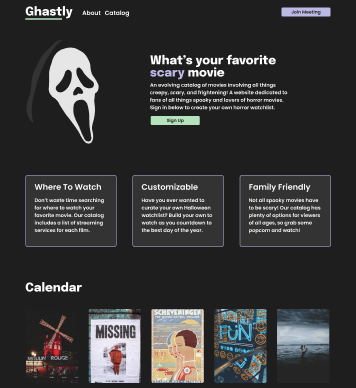 Ghastly
About Catalog
Join Meeting
What's your favorite
scary movie
An evolving catalog of movies involving all things
creepy, scary, and frightening! A website dedicated to
fans of all things spooky and lovers of horror movies.
Sign in below to create your own horror watchlist.
Sign Up
Where To Watch
Don't waste time searching
for where to watch your
favorite movie. Our catalog
includes a list of streaming
services for each film.
Customizable
Have you ever wanted to
curate your own Halloween
watchlist? Build your own to
watch as you countdown to
the best day of the year.
Family Friendly
Not all spooky movies have
to be scary! Our catalog has
plenty of options for viewers
of all ages, so grab some
popcorn and watch!
Calendar
MOULIN ROUGE
MISSING
SCHEVENINGEN
FUN